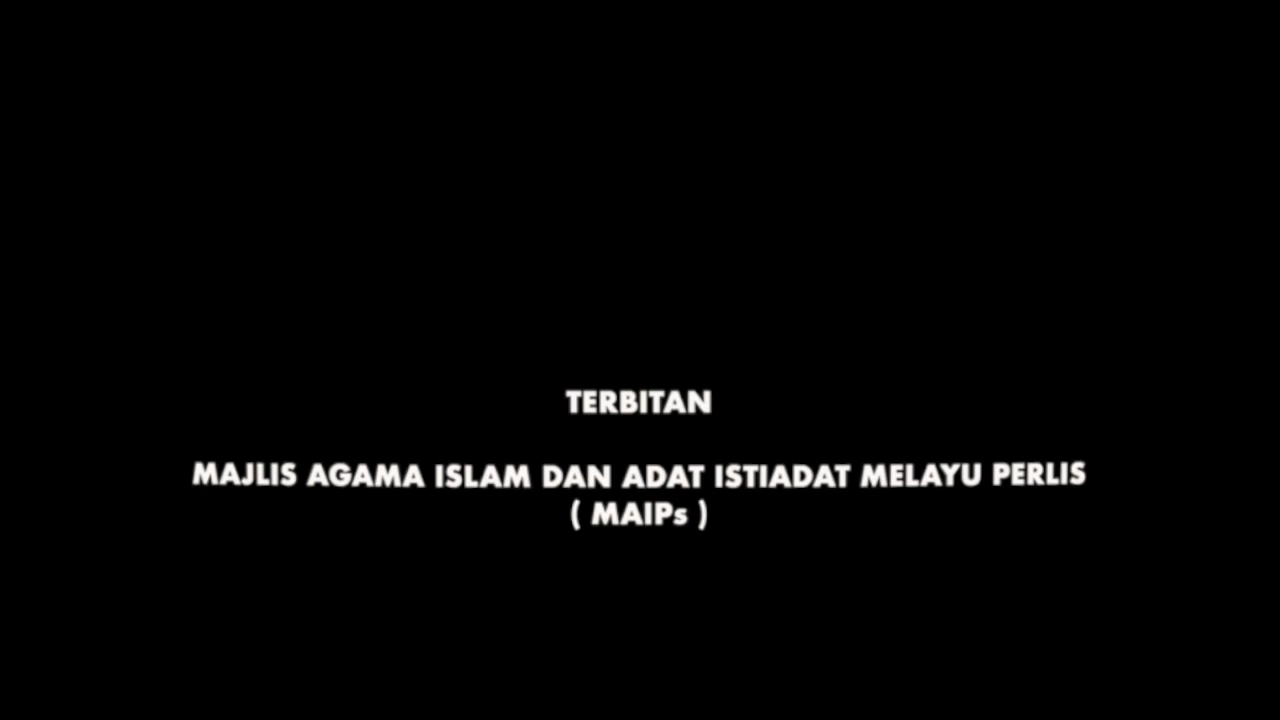 TERBITAN
MAJLIS AGAMA ISLAM DAN ADAT ISTIADAT MELAYU PERLIS
( MAIPs )